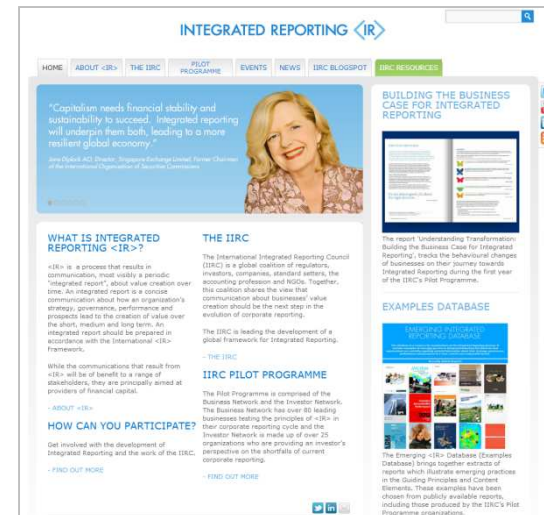 INTEGRATED REPORTING <IR>
HOME
ABOUT <IR>
THE IIRC
PILOT
PROGRAMME
EVENTS
NEWS
IIRC BLOGSPOT
IIRC RESOURCES
"Capitalism needs financial stability and
sustainability to succeed. Integrated reporting
will underpin them both, leading to a more
resilient global economy."
Jane Diplock AO, Director, Singapore Exchange Limited, Former Chairman
of the International Organisation of Securities Commissions
WHAT IS INTEGRATED
REPORTING <IR>?
<IR> is a process that results in
communication, most visibly a periodic
"integrated report", about value creation over
time. An integrated report is a concise
communication about how an organization's
strategy, governance, performance and
prospects lead to the creation of value over
the short, medium and long term. An
integrated report should be prepared in
accordance with the International <IR>
Framework.
While the communications that result from
<IR> will be of benefit to a range of
stakeholders, they are principally aimed at
providers of financial capital.
- ABOUT <IR>
HOW CAN YOU PARTICIPATE?
Get involved with the development of
Integrated Reporting and the work of the IIRC.
- FIND OUT MORE
THE IIRC
The International Integrated Reporting Council
(IIRC) is a global coalition of regulators,
investors, companies, standard setters, the
accounting profession and NGOs. Together,
this coalition shares the view that
communication about businesses' value
creation should be the next step in the
evolution of corporate reporting.
The IIRC is leading the development of a
global framework for Integrated Reporting.
- THE IIRC
IIRC PILOT PROGRAMME
The Pilot Programme is comprised of the
Business Network and the Investor Network.
The Business Network has over 80 leading
businesses testing the principles of <IR> in
their corporate reporting cycle and the
Investor Network is made up of over 25
organizations who are providing an investor's
perspective on the shortfalls of current
corporate reporting.
- FIND OUT MORE
BUILDING THE BUSINESS
CASE FOR INTEGRATED
REPORTING
The report 'Understanding Transformation:
Building the Business Case for Integrated
Reporting', tracks the behavioural changes
of businesses on their journey towards
Integrated Reporting during the first year
of the IIRC's Pilot Programme.
EXAMPLES DATABASE
EMERGING INTEGRATED
REPORTING DATABASE
The Emerging <IR> Database (Examples
Database) brings together extracts of
reports which illustrate emerging practices
in the Guiding Principles and Content
Elements. These examples have been
chosen from publicly available reports,
including those produced by the IIRC's Pilot
Programme organizations.